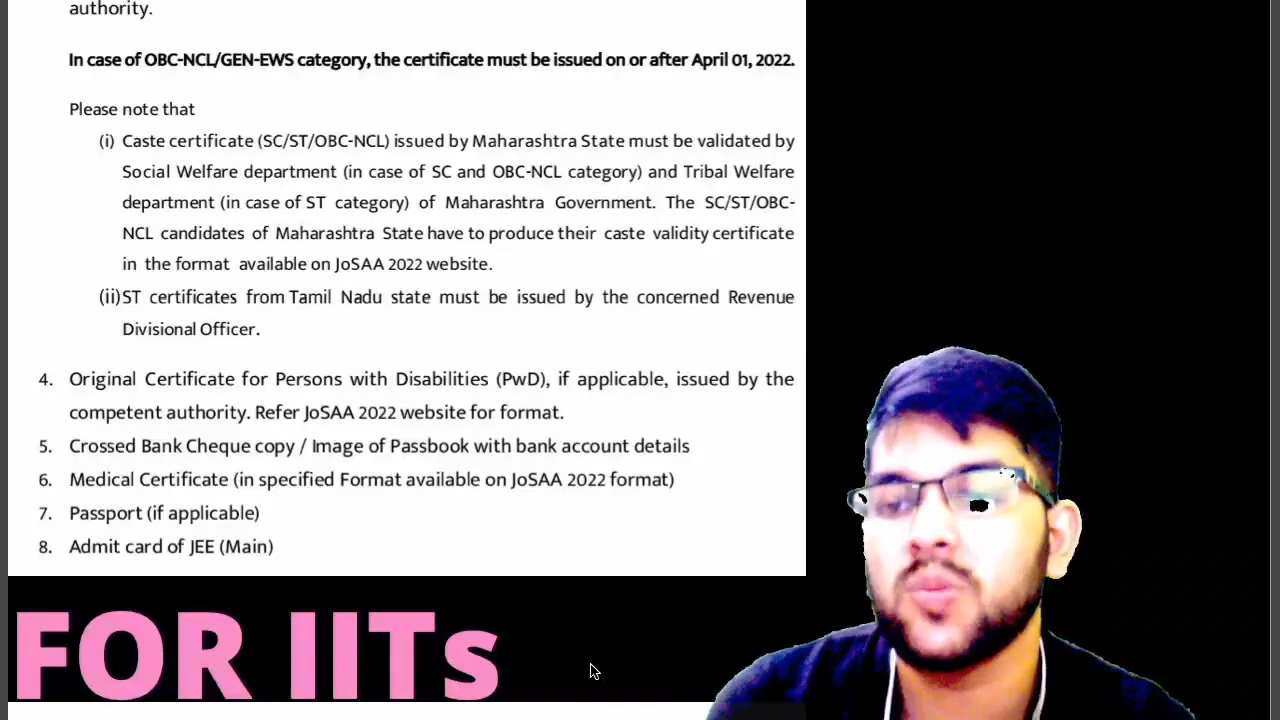 authority.
In case of OBC-NCL/GEN-EWS category, the certificate must be issued on or after April 01, 2022.
Please note that
(i) Caste certificate (SC/ST/OBC-NCL) issued by Maharashtra State must be validated by
Social Welfare department (in case of SC and OBC-NCL category) and Tribal Welfare
department (in case of ST category) of Maharashtra Government. The SC/ST/OBC-
NCL candidates of Maharashtra State have to produce their caste validity certificate
in the format available on JoSAA 2022 website.
(ii) ST certificates from Tamil Nadu state must be issued by the concerned Revenue
Divisional Officer.
4. Original Certificate for Persons with Disabilities (PwD), if applicable, issued by the
competent authority. Refer JoSAA 2022 website for format.
5. Crossed Bank Cheque copy / Image of Passbook with bank account details
6. Medical Certificate (in specified Format available on JoSAA 2022 format)
7. Passport (if applicable)
8. Admit card of JEE (Main)
FOR IITs